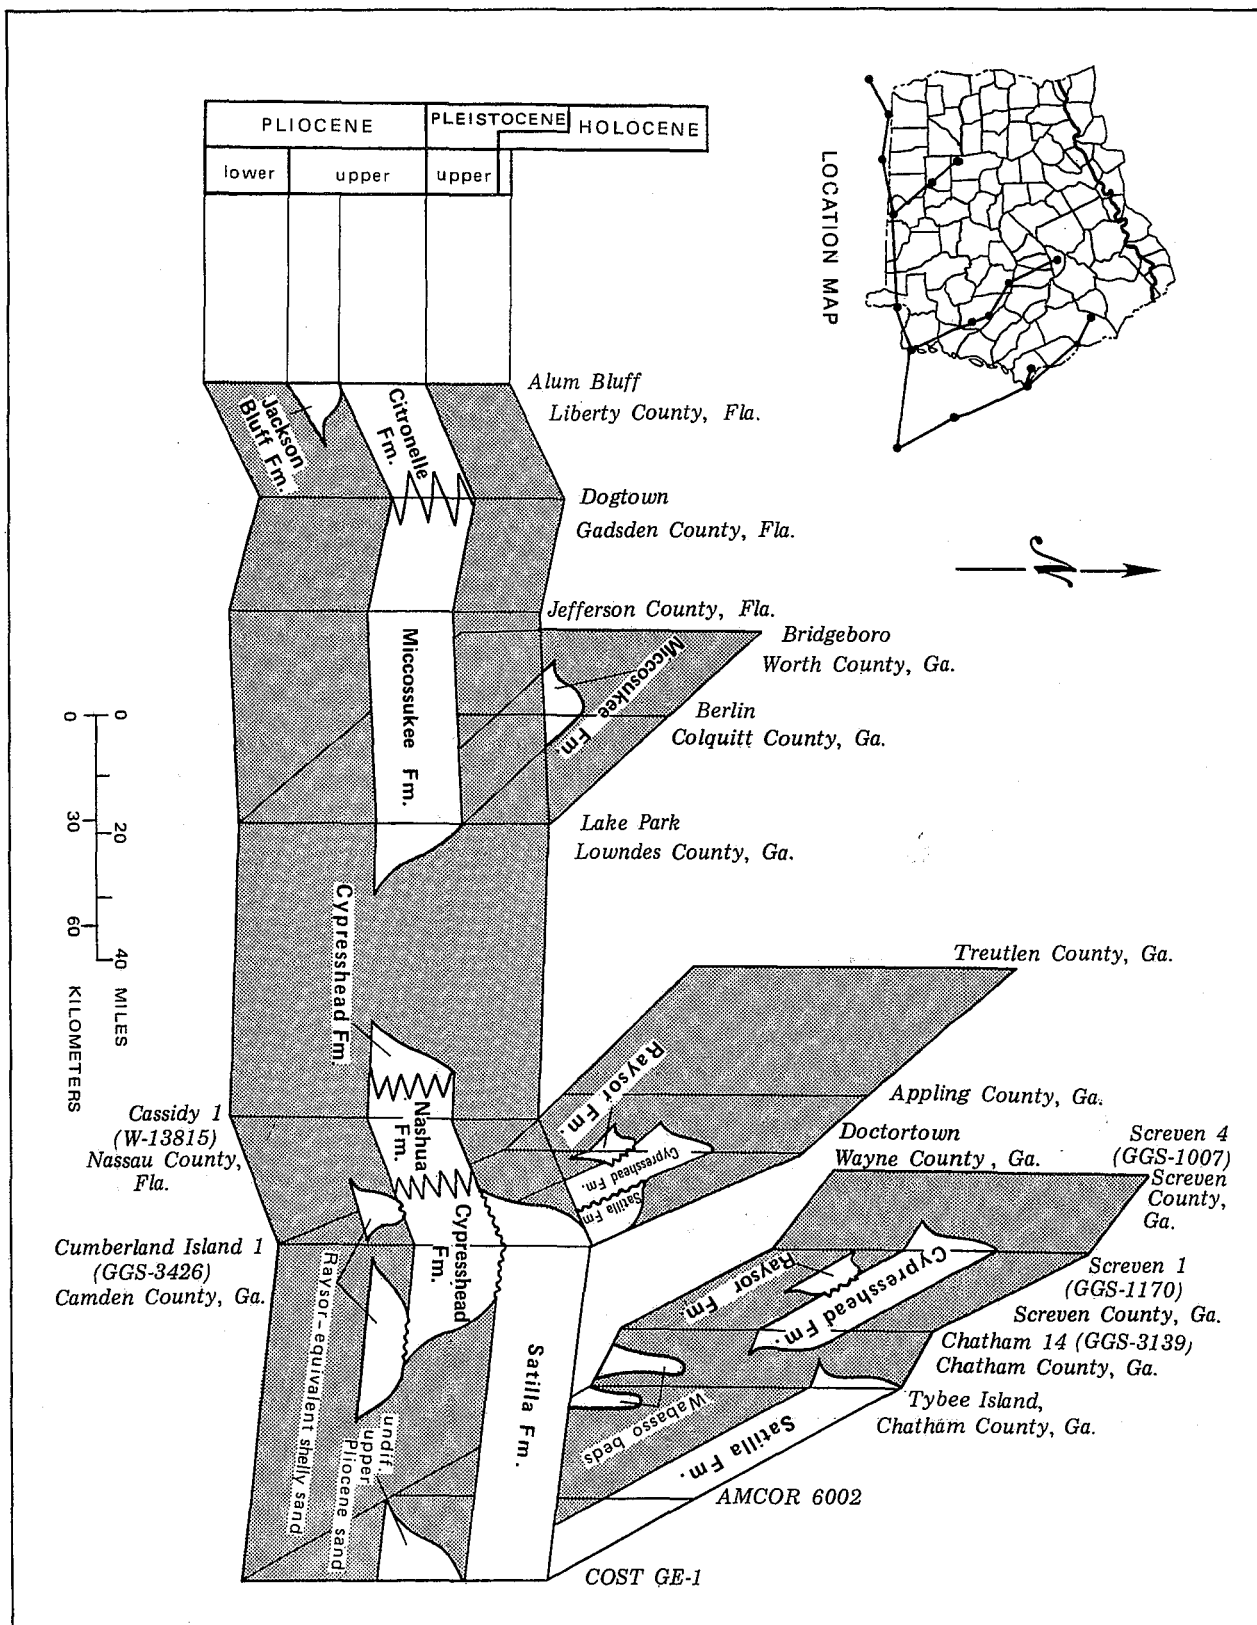 PLIOCENE
PLEISTOCENE
HOLOCENE
lower
upper
upper
LOCATION MAP
N
Alum Bluff
Liberty County, Fla.
Jackson
Bluff Fm.
Citronelle
Fm.
Dogtown
Gadsden County, Fla.
Jefferson County, Fla.
Bridgeboro
Worth County, Ga.
Miccossukee Fm.
Miccosukee Fm.
Berlin
Colquitt County, Ga.
Lake Park
Lowndes County, Ga.
0
30
60
KILOMETERS
0
20
40
MILES
Cypresshead Fm.
Treutlen County, Ga.
Raysor Fm.
Appling County, Ga.
Doctortown
Wayne County, Ga.
Cassidy 1
(W-13815)
Nassau County,
Fla.
Nashua
Fm.
Cypresshead
Fm.
Satilla Fm
Screven 4
(GGS-1007)
Screven
County,
Ga.
Cumberland Island 1
(GGS-3426)
Camden County, Ga.
Cypresshead
Fm.
Raysor
Fm.
Cypresshead Fm.
Screven 1
(GGS-1170)
Screven County, Ga.
Chatham 14 (GGS-3139)
Chatham County, Ga.
Tybee Island,
Chatham County, Ga.
Raysor-equivalent shelly sand
undif.
upper
Pliocene sand
Satilla Fm.
Wabasso
beds
Satilla Fm.
AMCOR 6002
COST GE-1